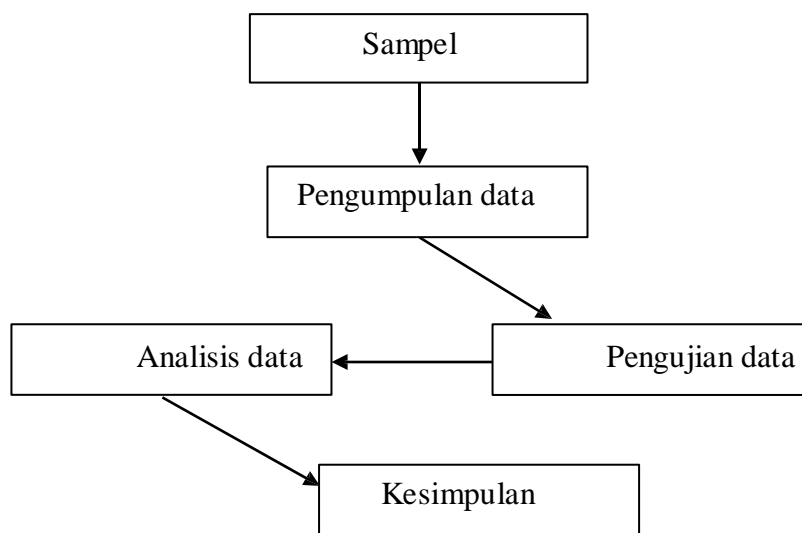 Sampel
Pengumpulan data
Analisis data
Pengujian data
Kesimpulan